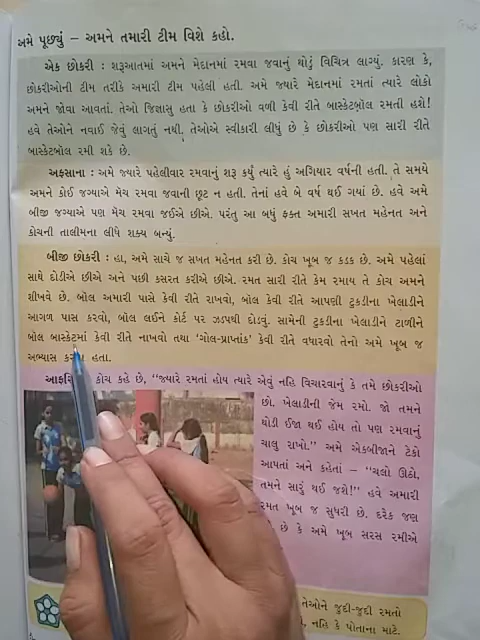 અમે પૂછ્યું – અમને તમારી ટીમ વિશે કહો.
એક છોકરી : શરૂઆતમાં અમને મેદાનમાં રમવા જવાનું થોડું વિચિત્ર લાગ્યું. કારણ કે,
છોકરીઓની ટીમ તરીકે અમારી ટીમ પહેલી હતી. અમે જ્યારે મેદાનમાં રમતાં ત્યારે લોકો
અમને જોવા આવતાં. તેઓ જિજ્ઞાસુ હતા કે છોકરીઓ વળી કેવી રીતે બાસ્કેટબૉલ રમતી હશે!
હવે તેઓને નવાઈ જેવું લાગતું નથી. તેઓએ સ્વીકારી લીધું છે કે છોકરીઓ પણ સારી રીતે
બાસ્કેટબૉલ રમી શકે છે.
અફસાના : અમે જ્યારે પહેલીવાર રમવાનું શરૂ કર્યું ત્યારે હું અગિયાર વર્ષની હતી. તે સમયે
અમને કોઈ જગ્યાએ મૅચ રમવા જવાની છૂટ ન હતી. તેનાં હવે બે વર્ષ થઈ ગયાં છે. હવે અમે
બીજી જગ્યાએ પણ મૅચ રમવા જઈએ છીએ. પરંતુ આ બધું ફક્ત અમારી સખત મહેનત અને
કોચની તાલીમના લીધે શક્ય બન્યું.
બીજી છોકરી : હા, અમે સાચે જ સખત મહેનત કરી છે. કોચ ખૂબ જ કડક છે. અમે પહેલાં
સાથે દોડીએ છીએ અને પછી કસરત કરીએ છીએ. રમત સારી રીતે કેમ રમાય તે કોચ અમને
શીખવે છે. બૉલ અમારી પાસે કેવી રીતે રાખવો, બૉલ કેવી રીતે આપણી ટુકડીના ખેલાડીને
આગળ પાસ કરવો, બૉલ લઈને કોર્ટ પર ઝડપથી દોડવું. સામેની ટુકડીના ખેલાડીને ટાળીને
બૉલ બાસ્કેટમાં કેવી રીતે નાખવો તથા 'ગોલ-પ્રાપ્તાંક' કેવી રીતે વધારવો તેનો અમે ખૂબ જ
અભ્યાસ હતા.
કોચ કહે છે, "જ્યારે રમતાં હોય ત્યારે એવું નહિ વિચારવાનું કે તમે છોકરીઓ
છો. ખેલાડીની જેમ રમો. જો તમને
થોડી ઈજા થઈ હોય તો પણ રમવાનું
ચાલુ રાખો." અમે એકબીજાને ટેકો
આપતાં અને કહેતાં – "ચલો ઊઠો,
તમને સારું થઈ જશે!" હવે અમારી
રમત ખૂબ જ સુધરી છે. દરેક જણ
છે કે અમે ખૂબ સરસ રમીએ
તેઓને જુદી-જુદી રમતો
નહિ કે પોતાના માટે.